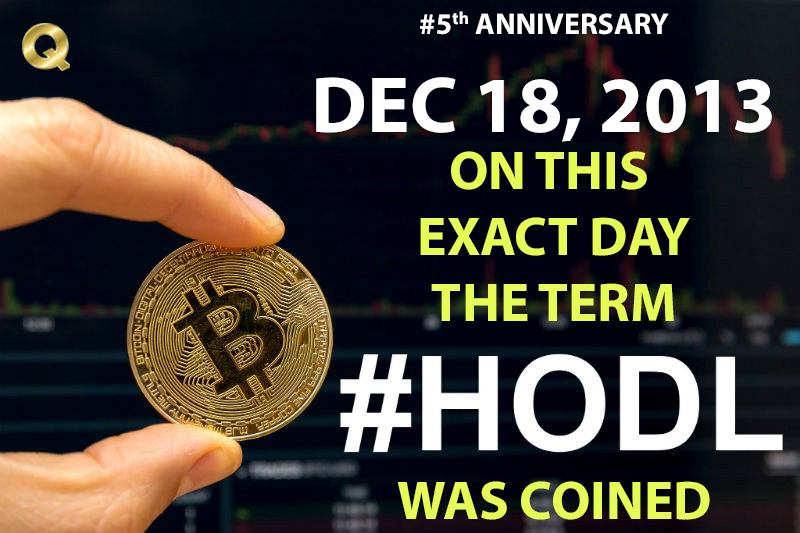 Q
#5th ANNIVERSARY
DEC 18, 2013
ON THIS
EXACT DAY
THE TERM
#HODL
WAS COINED